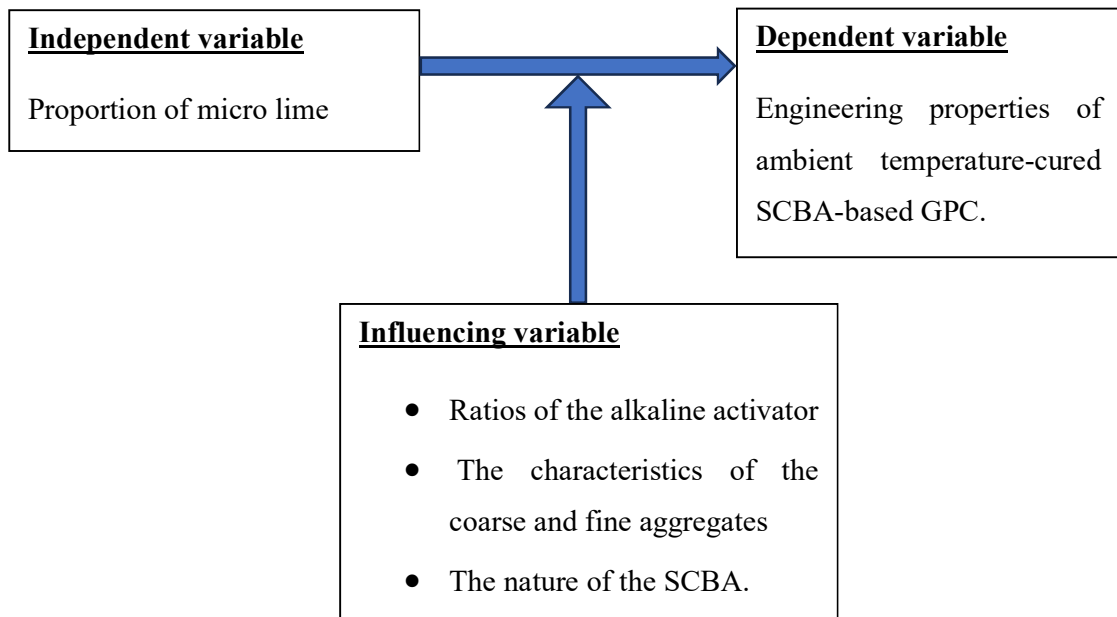 Independent variable
Proportion of micro lime
Dependent variable
Engineering properties of
ambient temperature-cured
SCBA-based GPC.
Influencing variable
● Ratios of the alkaline activator
● The characteristics of the
coarse and fine aggregates
● The nature of the SCBA.